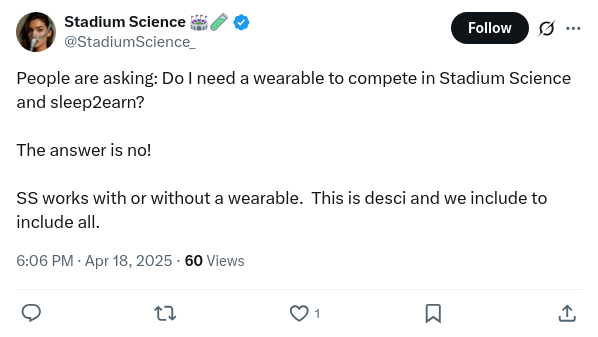 Stadium Science 🏟️🧪
@StadiumScience_
Follow
People are asking: Do I need a wearable to compete in Stadium Science
and sleep2earn?
The answer is no!
SS works with or without a wearable.  This is desci and we include to
include all.
6:06 PM · Apr 18, 2025 · 60 Views
1